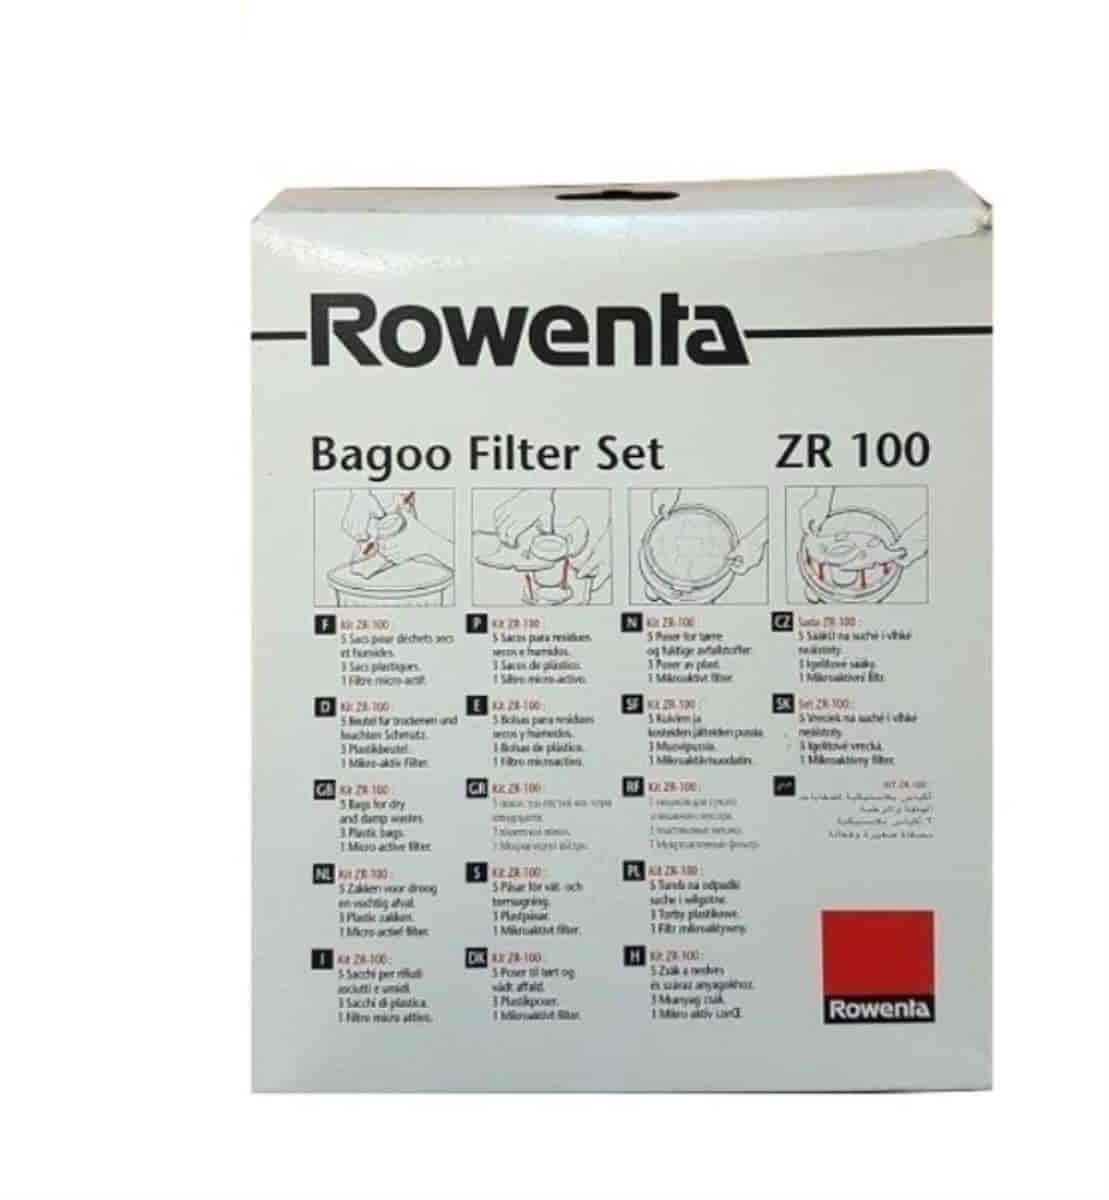 Rowenta
Bagoo Filter Set ZR 100
F Kit ZR 100 :
5 Sacs pour déchets secs
et humides.
3 Sacs plastiques.
1 Filtre micro-actif.
D Kit ZR-100 :
5 Beutel für trockenen und
feuchten Schmutz.
3 Plastikbeutel.
1 Mikro-aktiv Filter.
GB Kit ZR-100 :
5 Bags for dry
and damp wastes
3 Plastic bags.
1 Micro active filter.
NL Kit ZR-100 :
5 Zakken voor droog
en vochtig afval.
3 Plastic zakken.
1 Micro-actief filter.
I Kit ZR-100 :
5 Sacchi per rifiuti
asciutti e umidi.
3 Sacchi di plastica.
1 Filtro micro attivo.
P Kit ZR-100 :
5 Sacos para residuos
secos e humidos.
3 Sacos de plástico.
1 filtro micro-activo.
E Kit ZR-100 :
5 Bolsas para residuos
secos y humedos.
3 Bolsas de plástico.
1 Filtro microactivo.
GR Kit ZR-100 :
S Kit ZR-100 :
5 Påsar för våt- och
torrsugning.
3 Plastpåsar.
1 Mikroaktivt filter.
DK Kit ZR-100 :
5 Poser til tørt og
vådt affald.
3 Plastikposer.
1 Mikroaktivt filter.
N Kit ZR-100
5 Poser for tørre
og fuktige avfallstoffer.
3 Poser av plast.
1 Mikroaktivt filter.
SF Kit ZR-100 :
5 Kuivien ja
kosteiden jätteiden pussia.
3 Muovipussia.
1 Mikroaktiivisuodatin.
RF Kit ZR-100 :
PL Kit ZR-100 :
5 Toreb na odpadki
suche i wilgotne.
3 Torby plastikowe.
1 Filtr mikroaktywny.
H Kit ZR-100 :
5 Zsák a nedves
és száraz anyagokhoz.
3 Műanyag zsák.
1 Mikro aktív
CZ Sada ZR 100 :
na suché i vlhké
nečistoty.
3 Igelitové sáčky.
1 Mikroaktivní filtr.
SK Set ZR-100 :
5 Vreciek na suché i vlhké
nečistoty.
3 Igelitové vrecká.
1 Mikroaktívny filter.
KIT ZR-100 :
Rowenta